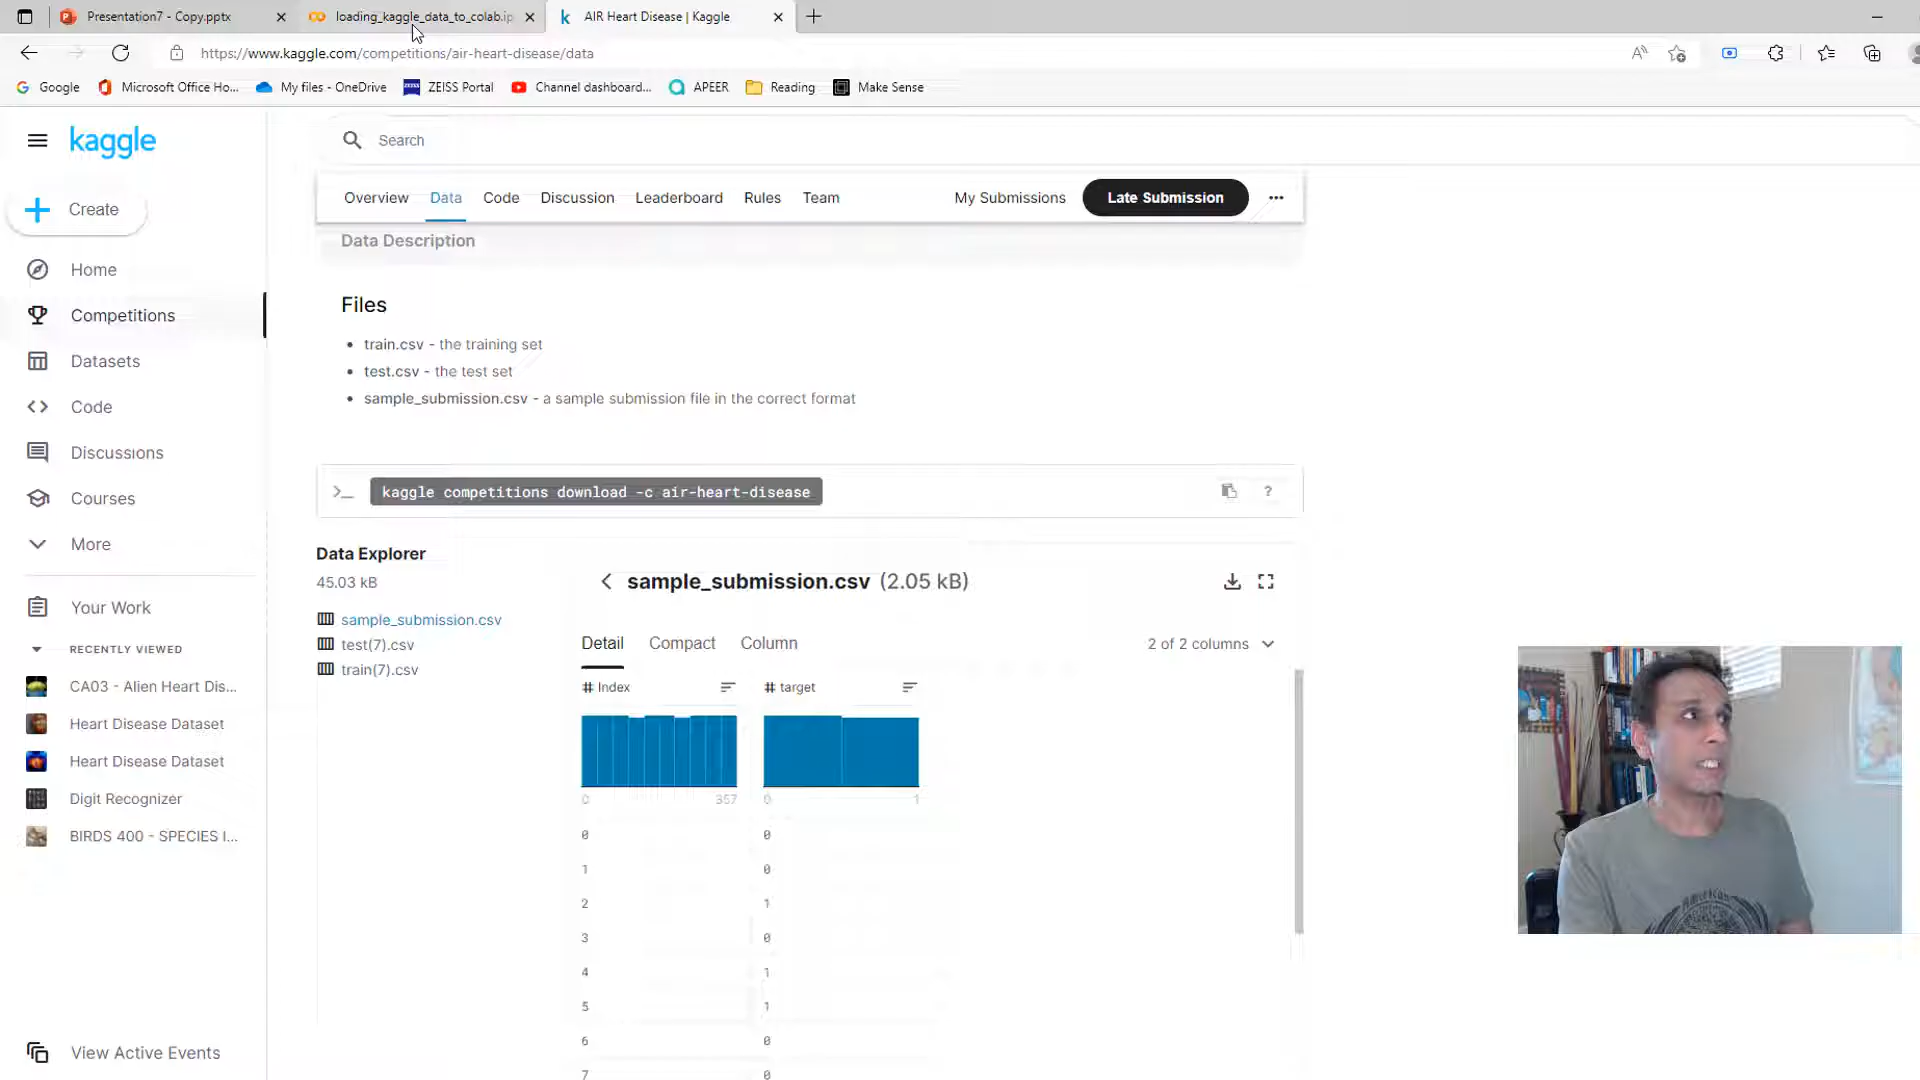 Presentation7 - Copy.pptx
loading_kaggle_data_to_colab.ip
AIR Heart Disease | Kaggle
https://www.kaggle.com/competitions/air-heart-disease/data
Google
Microsoft Office Ho...
My files - OneDrive
ZEISS Portal
Channel dashboard...
APEER
Reading
Make Sense
kaggle
Search
Create
Home
Competitions
Datasets
Code
Discussions
Courses
More
Your Work
RECENTLY VIEWED
CA03 - Alien Heart Dis...
Heart Disease Dataset
Heart Disease Dataset
Digit Recognizer
BIRDS 400 - SPECIES I...
View Active Events
Overview Data Code Discussion Leaderboard Rules Team My Submissions Late Submission
Data Description
Files
• train.csv - the training set
• test.csv - the test set
• sample_submission.csv - a sample submission file in the correct format
>_ kaggle competitions download -c air-heart-disease ?
Data Explorer
45.03 kB
sample_submission.csv
test(7).csv
train(7).csv
sample_submission.csv (2.05 kB)
Detail Compact Column 2 of 2 columns
# Index # target
0 357 0 1
0 0
1 0
2 1
3 0
4 1
5 1
6 0
7 0